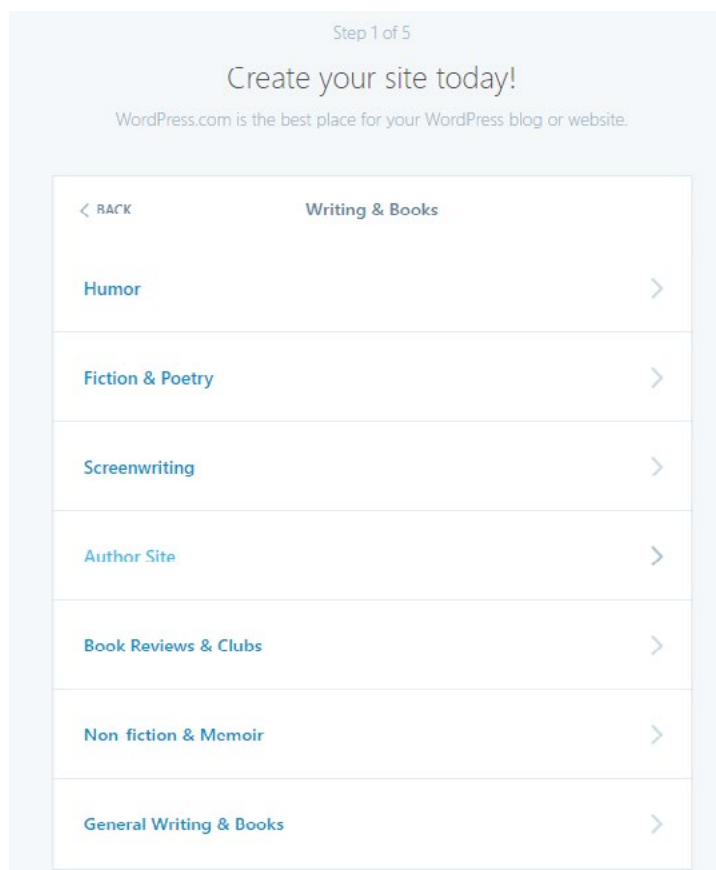 Step 1 of 5
Create your site today!
WordPress.com is the best place for your WordPress blog or website.
BACK Writing & Books
Humor
Fiction & Poetry
Screenwriting
Author Site
Book Reviews & Clubs
Non-fiction & Memoir
General Writing & Books